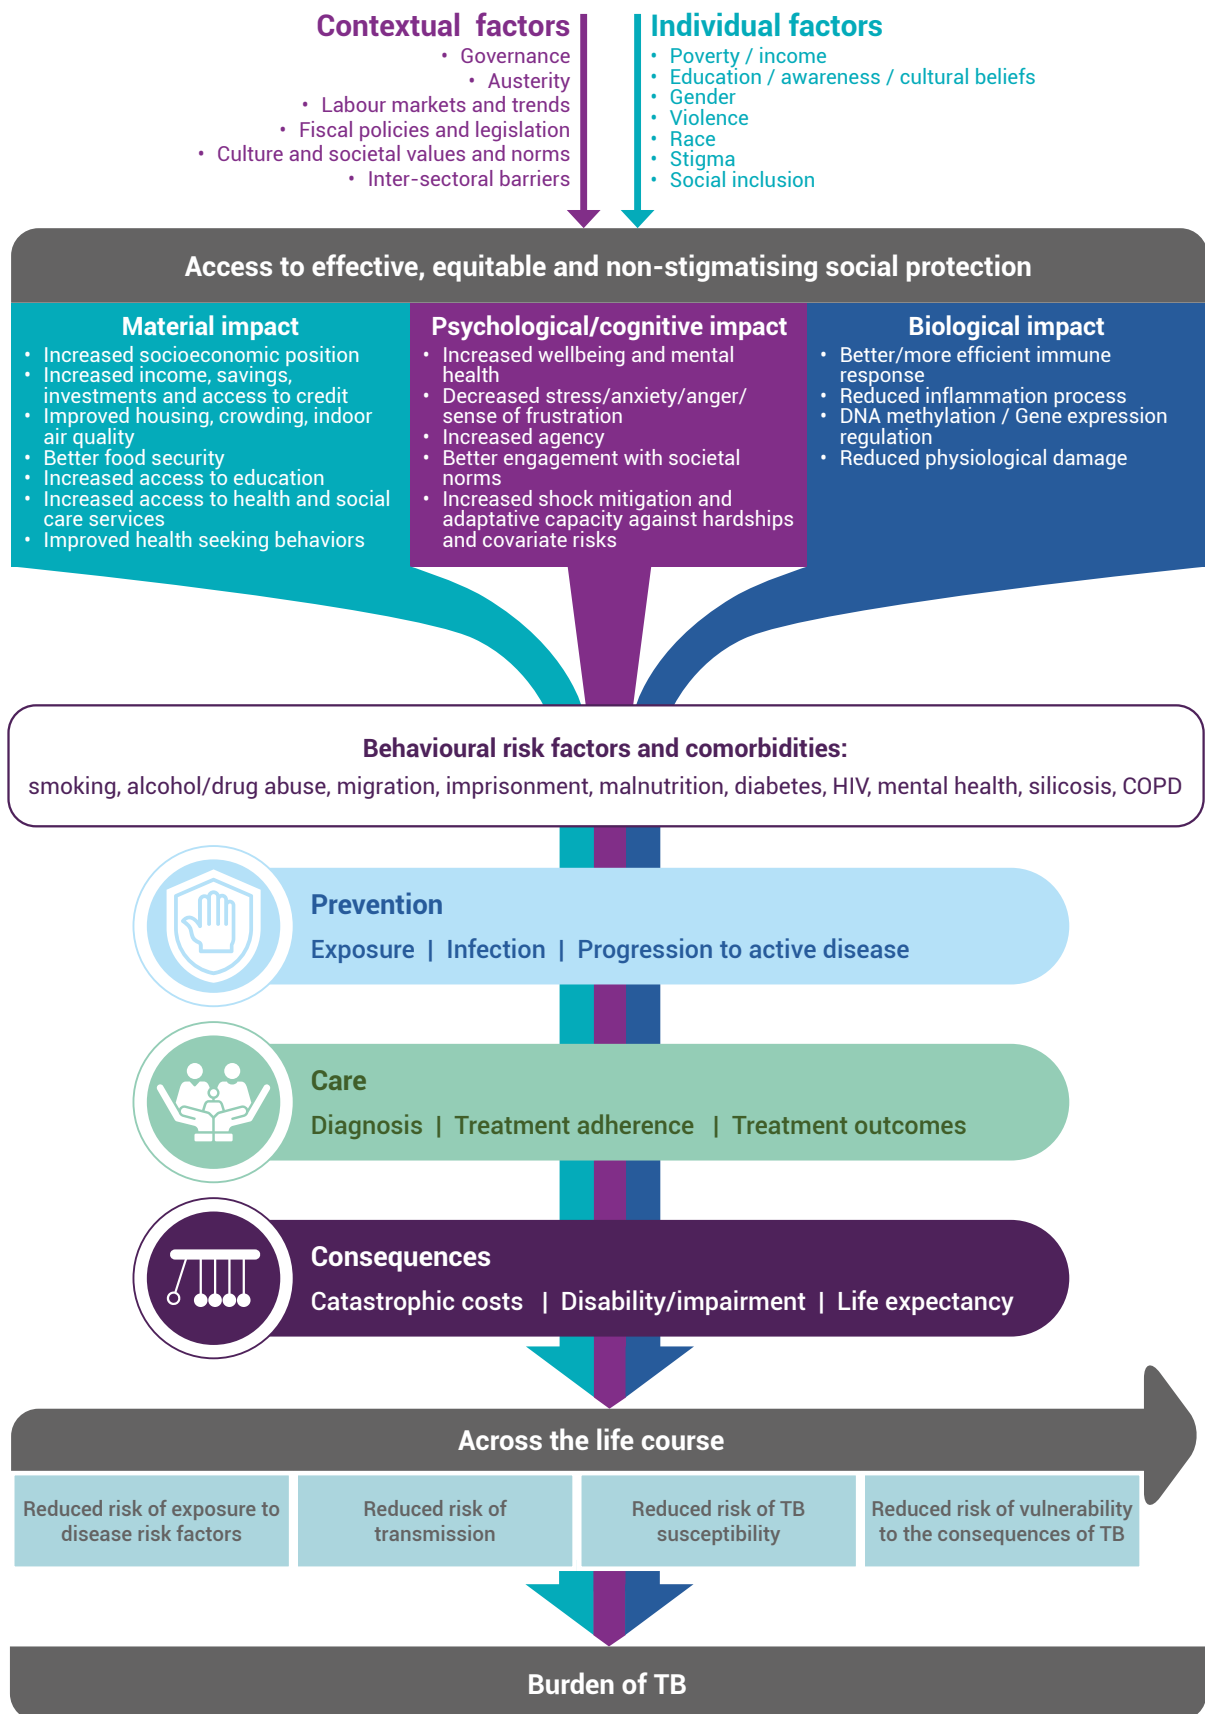 Contextual factors
• Governance
• Austerity
• Labour markets and trends
• Fiscal policies and legislation
• Culture and societal values and norms
• Inter-sectoral barriers
Individual factors
• Poverty / income
• Education / awareness / cultural beliefs
• Gender
• Violence
• Race
• Stigma
• Social inclusion
Access to effective, equitable and non-stigmatising social protection
Material impact
• Increased socioeconomic position
• Increased income, savings,
investments and access to credit
• Improved housing, crowding, indoor
air quality
• Better food security
• Increased access to education
• Increased access to health and social
care services
• Improved health seeking behaviors
Psychological/cognitive impact
• Increased wellbeing and mental
health
• Decreased stress/anxiety/anger/
sense of frustration
• Increased agency
• Better engagement with societal
norms
• Increased shock mitigation and
adaptative capacity against hardships
and covariate risks
Biological impact
• Better/more efficient immune
response
• Reduced inflammation process
• DNA methylation / Gene expression
regulation
• Reduced physiological damage
Behavioural risk factors and comorbidities:
smoking, alcohol/drug abuse, migration, imprisonment, malnutrition, diabetes, HIV, mental health, silicosis, COPD
Prevention
Exposure | Infection | Progression to active disease
Care
Diagnosis | Treatment adherence | Treatment outcomes
Consequences
Catastrophic costs | Disability/impairment | Life expectancy
Across the life course
Reduced risk of exposure to
disease risk factors
Reduced risk of
transmission
Reduced risk of TB
susceptibility
Reduced risk of vulnerability
to the consequences of TB
Burden of TB